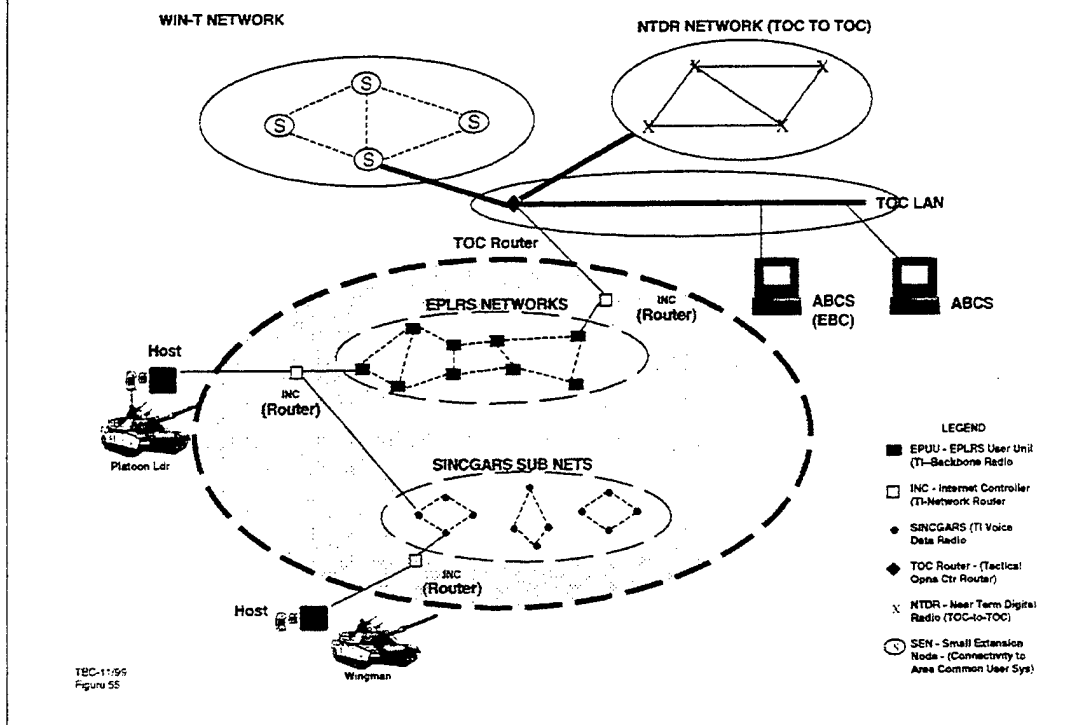 WIN-T NETWORK
NTDR NETWORK (TOC TO TOC)
S
S
S
S
X
X
X
X
TOC LAN
TOC Router
EPLRS NETWORKS
INC
(Router)
ABCS
(EBC)
ABCS
Host
INC
(Router)
Platoon Ldr
SINCGARS SUB NETS
INC
(Router)
Host
Wingman
LEGEND
EPUU - EPLRS User Unit
(TI-Backbone Radio
INC - Internet Controller
(TI-Network Router
SINCGARS (TI Voice
Data Radio
TOC Router - (Tactical
Opns Ctr Router)
X NTDR - Near Term Digital
Radio (TOC-to-TOC)
S SEN - Small Extension
Node - (Connectivity to
Area Common User Sys)
TBC-11/99
Figure 55